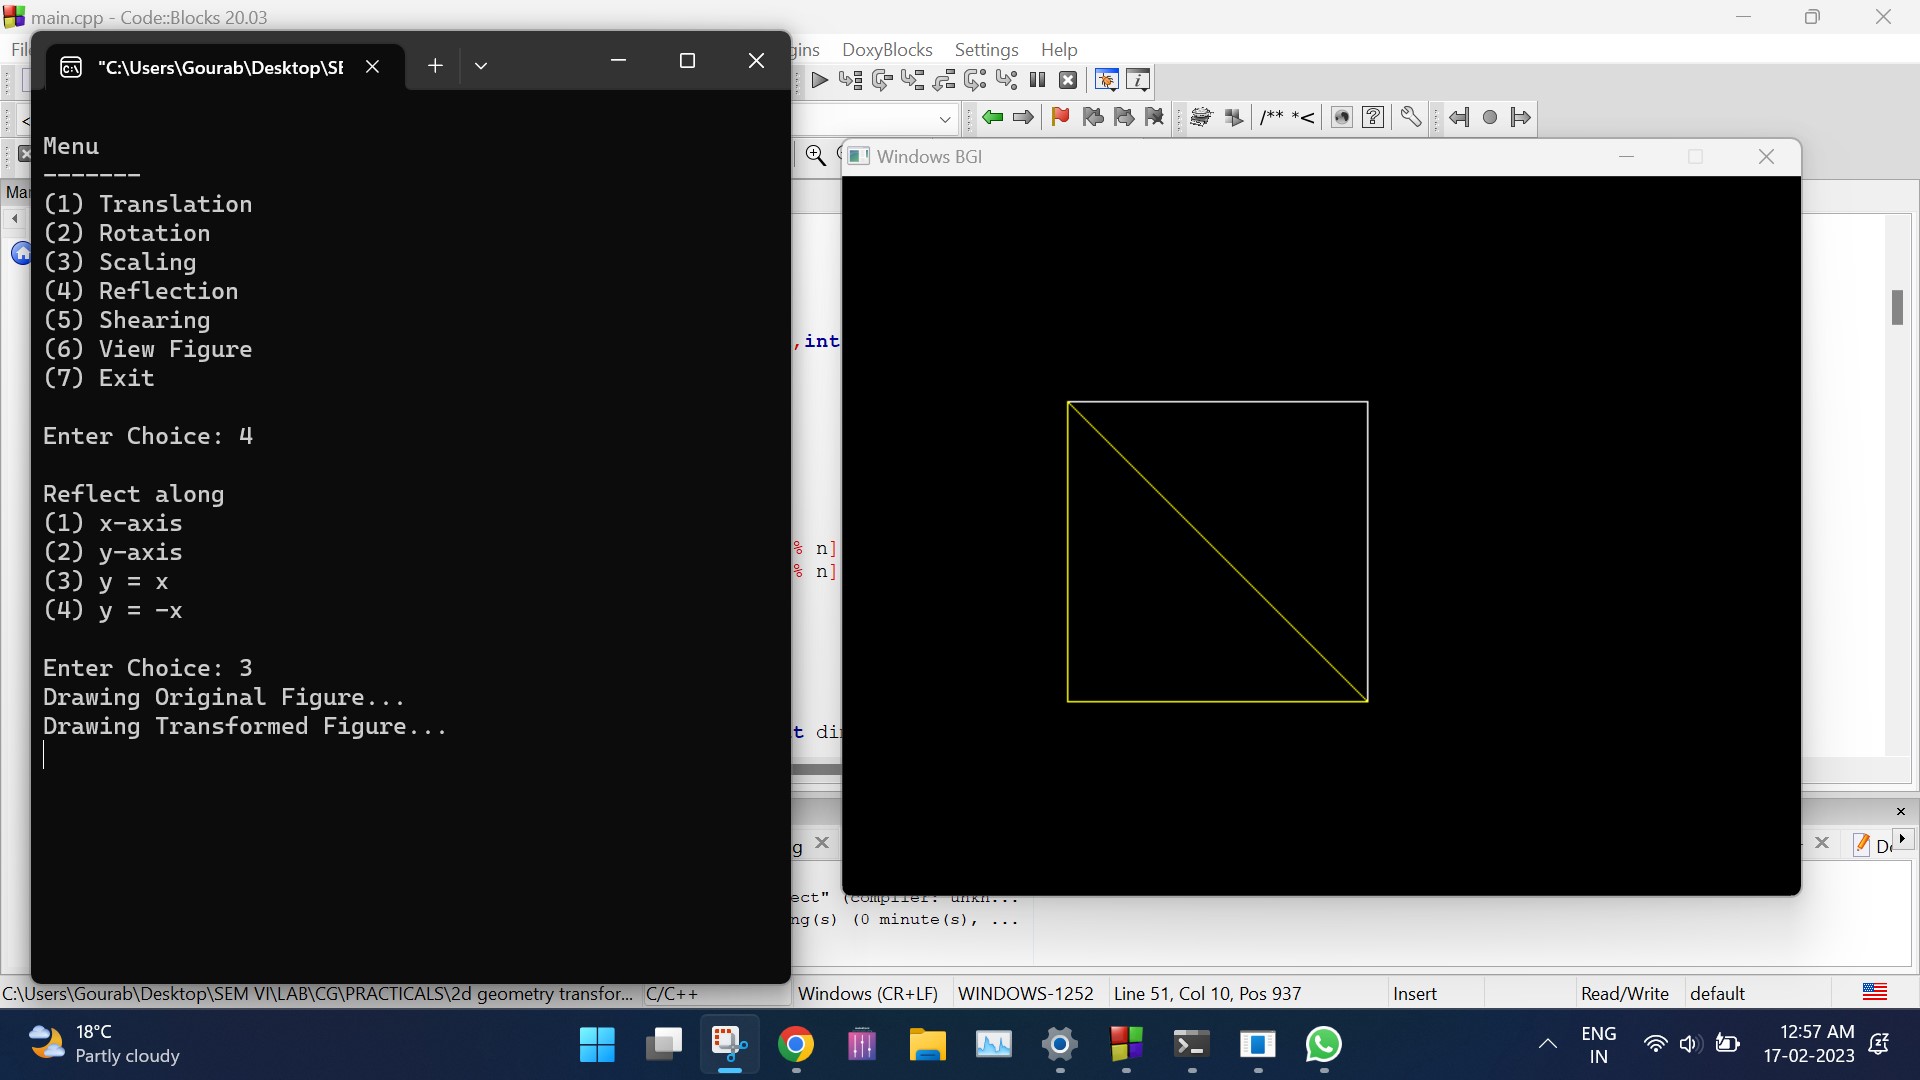 main.cpp - Code::Blocks 20.03
"C:\Users\Gourab\Desktop\SE
DoxyBlocks Settings Help
/** *<
Menu
-------
(1) Translation
(2) Rotation
(3) Scaling
(4) Reflection
(5) Shearing
(6) View Figure
(7) Exit
Enter Choice: 4
Reflect along
(1) x-axis
(2) y-axis
(3) y = x
(4) y = -x
Enter Choice: 3
Drawing Original Figure...
Drawing Transformed Figure...
Windows BGI
,int
% n]
% n]
ect" (compiler: unkn...
ng(s) (0 minute(s), ...
C:\Users\Gourab\Desktop\SEM VI\LAB\CG\PRACTICALS\2d geometry transfor... C/C++ Windows (CR+LF) WINDOWS-1252 Line 51, Col 10, Pos 937 Insert Read/Write default
18°C
Partly cloudy
ENG
IN
12:57 AM
17-02-2023